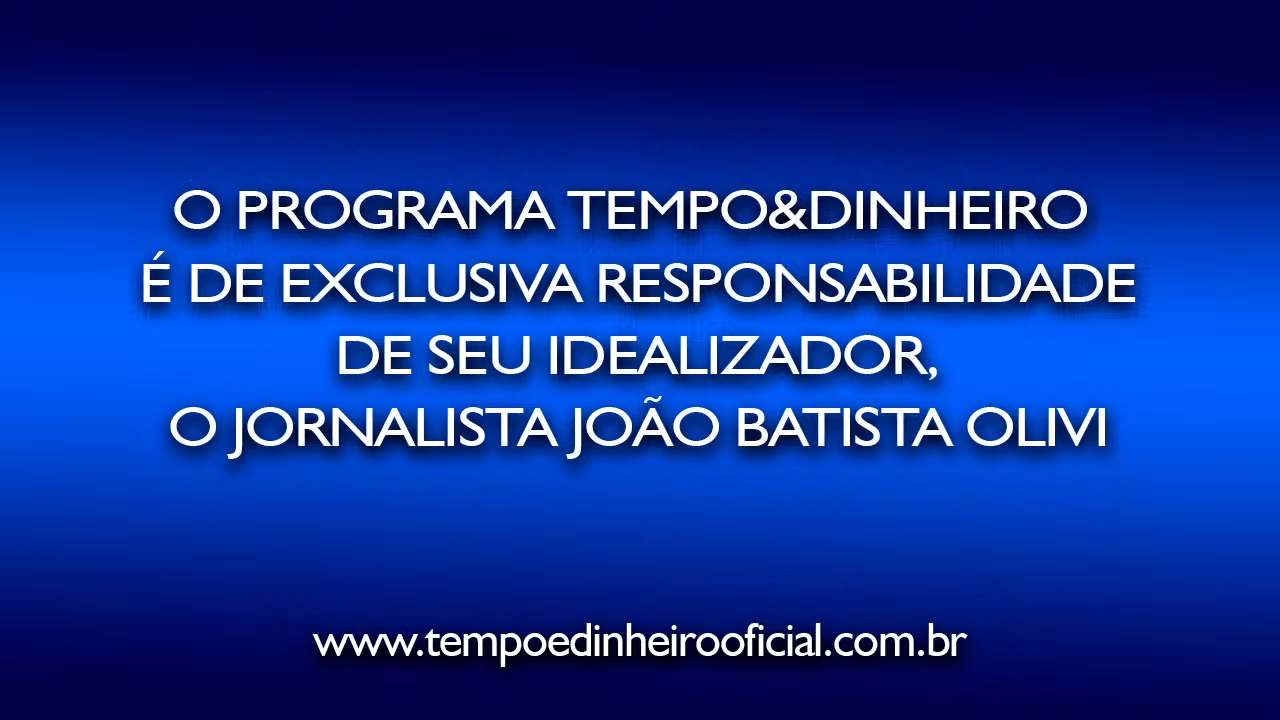 O PROGRAMA TEMPO&DINHEIRO
É DE EXCLUSIVA RESPONSABILIDADE
DE SEU IDEALIZADOR,
O JORNALISTA JOÃO BATISTA OLIVI
www.tempoedinheirooficial.com.br